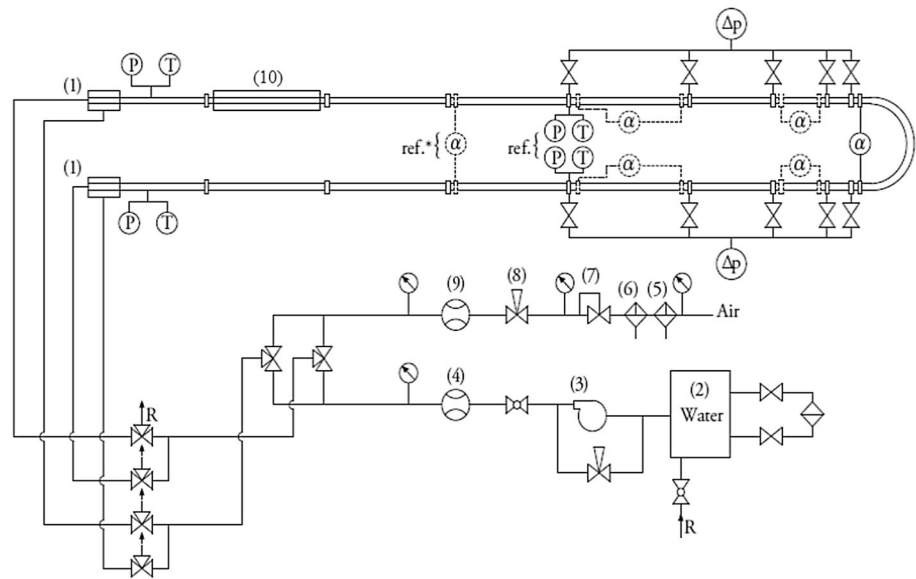 Δp
P T
(10)
(1)
α α
P T
ref.* { α ref. { α
P T
(1)
α α
P T
Δp
(9) (8) (7) (6) (5)
Air
(4) (3) (2)
Water
R
R